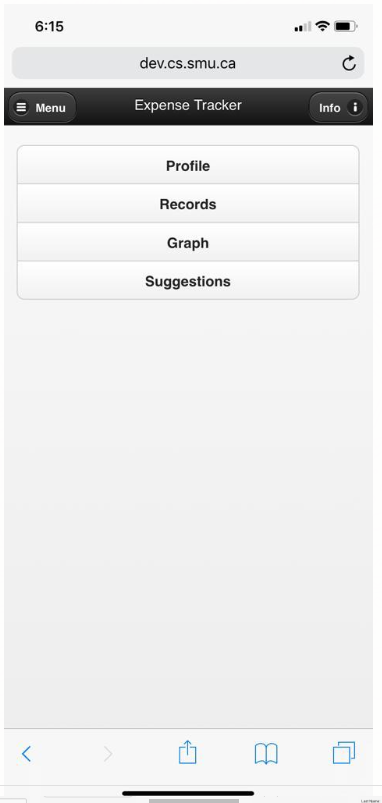 6:15
dev.cs.smu.ca
Menu
Expense Tracker
Info
Profile
Records
Graph
Suggestions